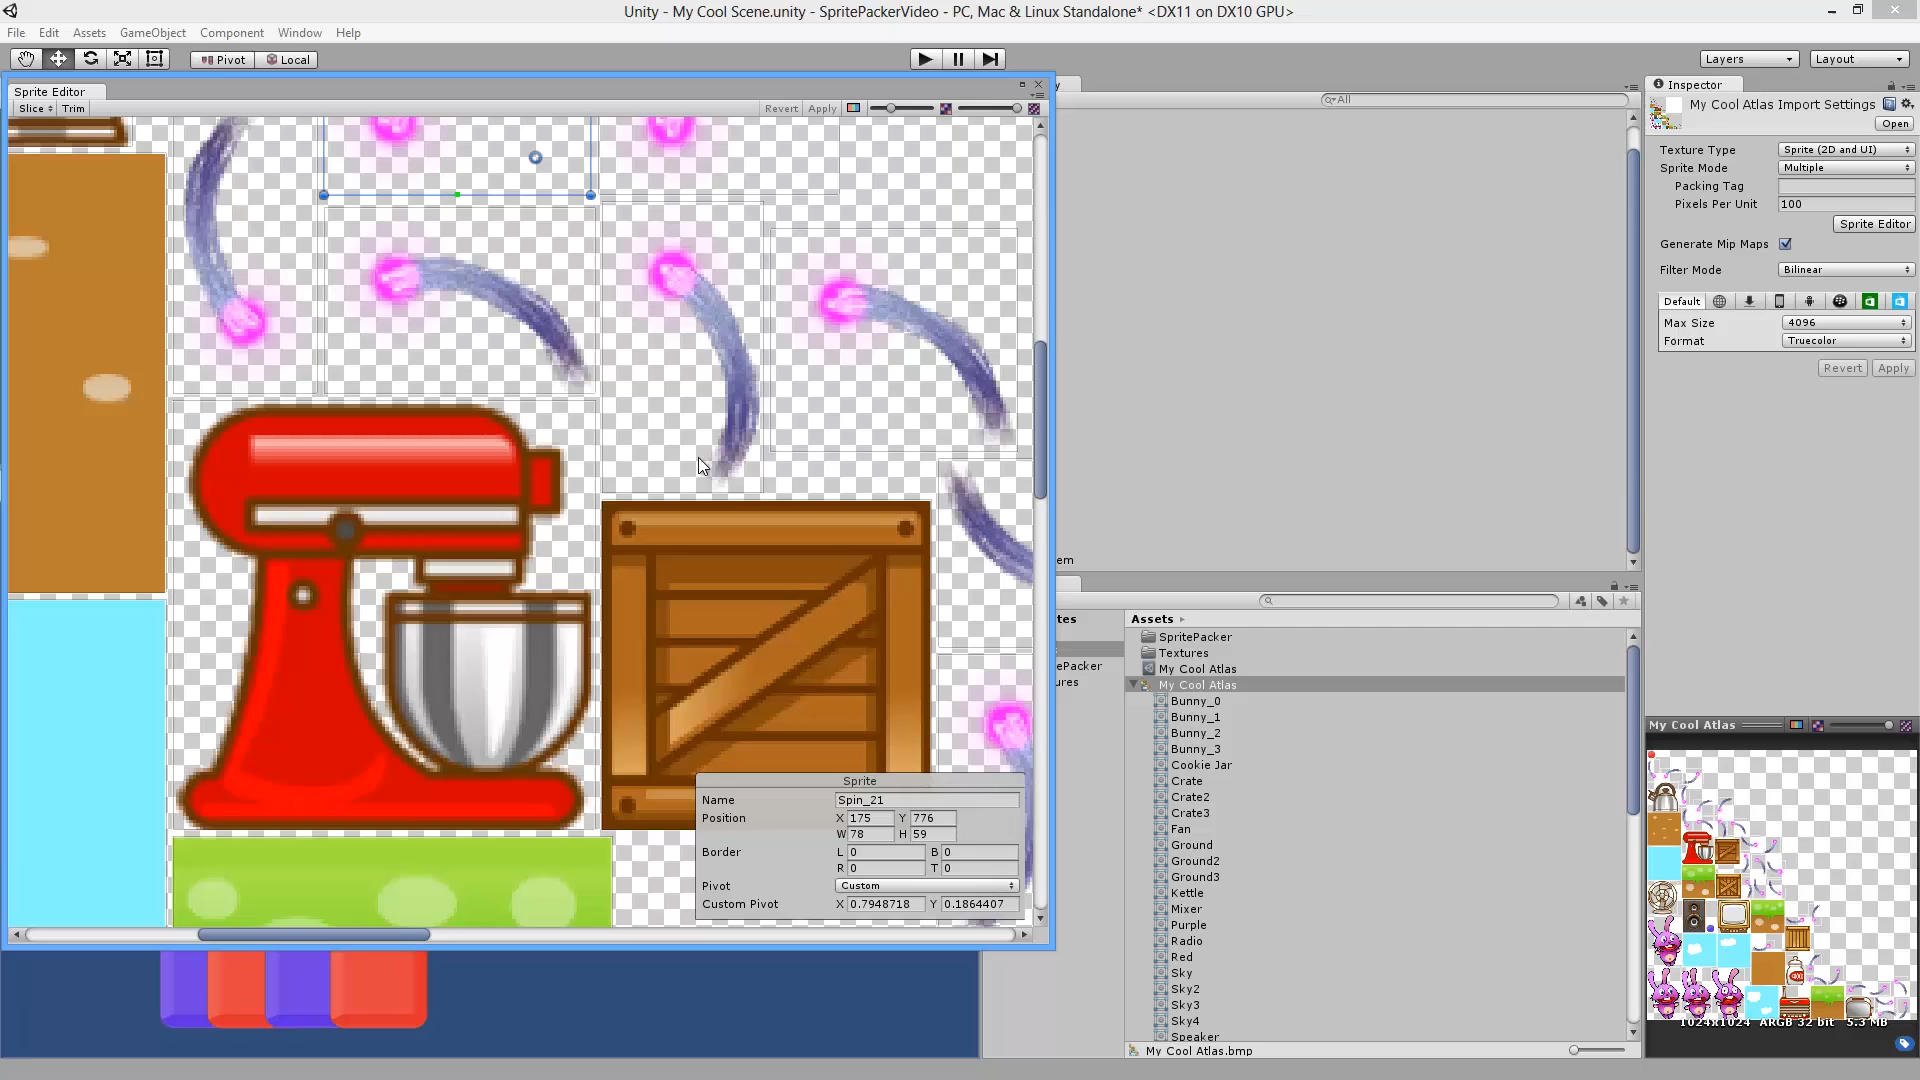 Unity - My Cool Scene.unity - SpritePackerVideo - PC, Mac & Linux Standalone* <DX11 on DX10 GPU>
File Edit Assets GameObject Component Window Help
Pivot Local
Layers Layout
Sprite Editor
Slice Trim
Revert Apply
All
Inspector
My Cool Atlas Import Settings
Open
Texture Type Sprite (2D and UI)
Sprite Mode Multiple
Packing Tag
Pixels Per Unit 100
Sprite Editor
Generate Mip Maps
Filter Mode Bilinear
Default
Max Size 4096
Format Truecolor
Revert Apply
em
tes
ePacker
ures
Assets
SpritePacker
Textures
My Cool Atlas
My Cool Atlas
Bunny_0
Bunny_1
Bunny_2
Bunny_3
Cookie Jar
Crate
Crate2
Crate3
Fan
Ground
Ground2
Ground3
Kettle
Mixer
Purple
Radio
Red
Sky
Sky2
Sky3
Sky4
Speaker
My Cool Atlas.bmp
Sprite
Name Spin_21
Position X 175 Y 776
W 78 H 59
Border L 0 B 0
R 0 T 0
Pivot Custom
Custom Pivot X 0.7948718 Y 0.1864407
My Cool Atlas
1024x1024 ARGB 32 bit 5.3 MB